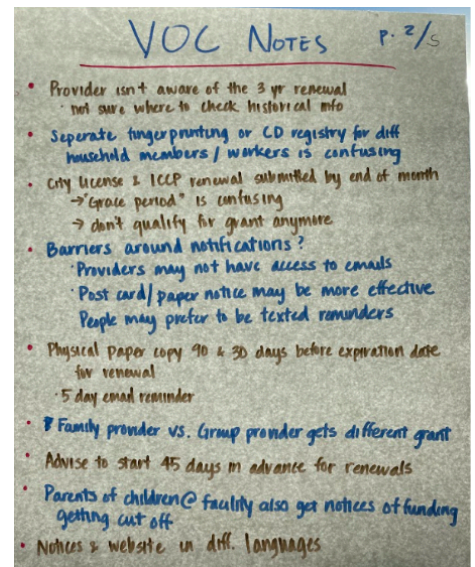 VOC NOTES p. 2/5
• Provider isn't aware of the 3 yr renewal
· not sure where to check historical info
• Seperate fingerprinting or CD registry for diff
household members / workers is confusing
• City License & ICCP renewal submitted by end of month
→ "Grace period" is confusing
→ don't qualify for grant anymore
• Barriers around notifications?
· Providers may not have access to emails
· Post card / paper notice may be more effective
People may prefer to be texted reminders
• Physical paper copy 90 & 30 days before expiration date
for renewal
· 5 day email reminder
• Family provider vs. Group provider gets different grant
• Advise to start 45 days in advance for renewals
• Parents of children @ facility also get notices of funding
getting cut off
• Notices & website in diff. languages